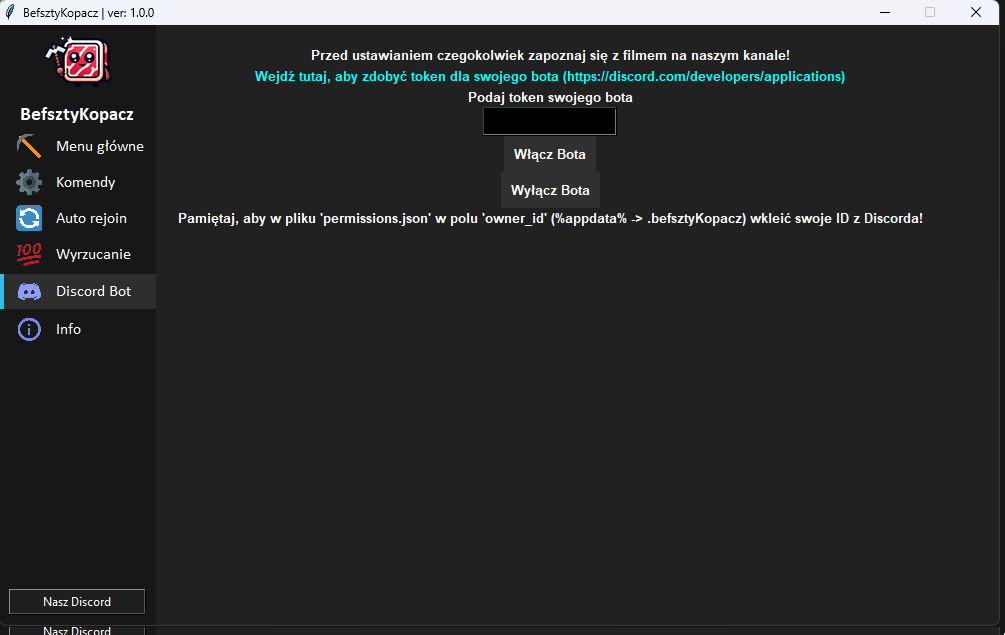 BefsztyKopacz | ver: 1.0.0
BefsztyKopacz
Menu główne
Komendy
Auto rejoin
100
Wyrzucanie
Discord Bot
Info
Nasz Discord
Nasz Discord
Przed ustawianiem czegokolwiek zapoznaj się z filmem na naszym kanale!
Wejdź tutaj, aby zdobyć token dla swojego bota (https://discord.com/developers/applications)
Podaj token swojego bota
Włącz Bota
Wyłącz Bota
Pamiętaj, aby w pliku 'permissions.json' w polu 'owner_id' (%appdata% -> .befsztyKopacz) wkleić swoje ID z Discorda!